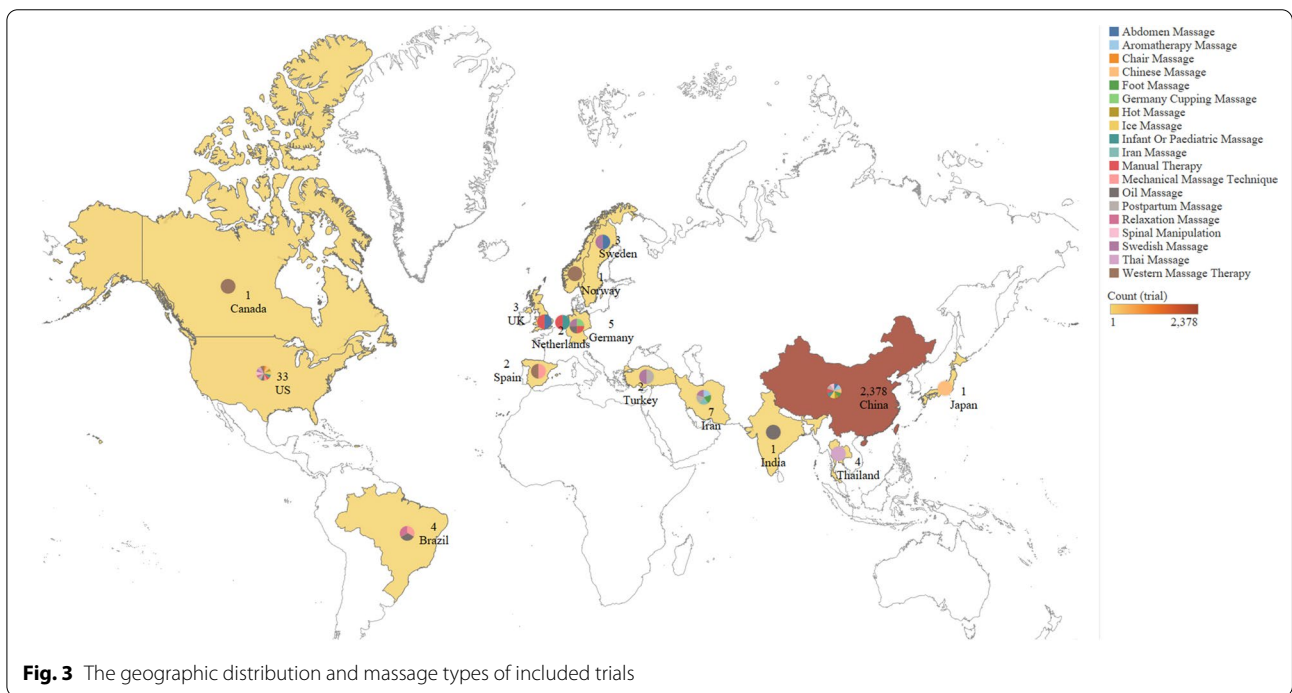 Abdomen Massage
Aromatherapy Massage
Chair Massage
Chinese Massage
Foot Massage
Germany Cupping Massage
Hot Massage
Ice Massage
Infant Or Paediatric Massage
Iran Massage
Manual Therapy
Mechanical Massage Technique
Oil Massage
Postpartum Massage
Relaxation Massage
Spinal Manipulation
Swedish Massage
Thai Massage
Western Massage Therapy
Count (trial)
1 2,378
3
Sweden
1
Norway
1
Canada
3
UK
2
Netherlands
5
Germany
33
US
2
Spain
2
Turkey
7
Iran
2,378
China
1
Japan
1
India
4
Thailand
4
Brazil
Fig. 3 The geographic distribution and massage types of included trials